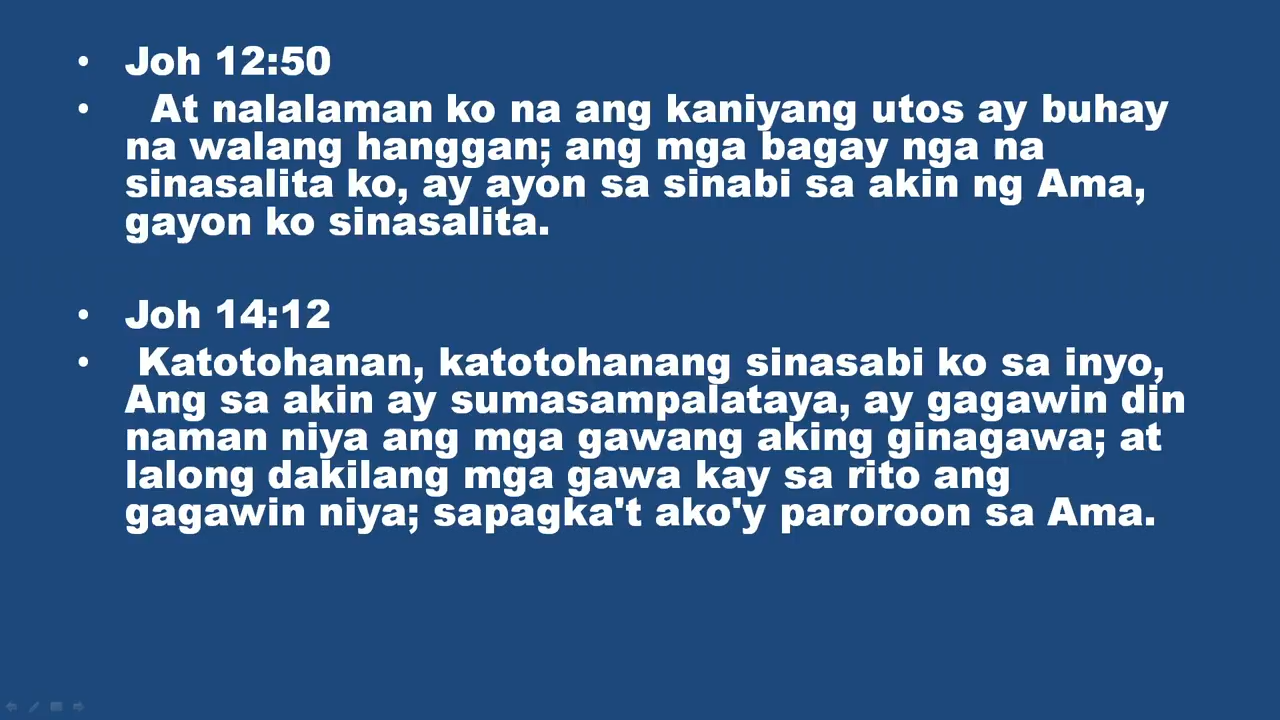 • Joh 12:50
• At nalalaman ko na ang kaniyang utos ay buhay
na walang hanggan; ang mga bagay nga na
sinasalita ko, ay ayon sa sinabi sa akin ng Ama,
gayon ko sinasalita.
• Joh 14:12
• Katotohanan, katotohanang sinasabi ko sa inyo,
Ang sa akin ay sumasampalataya, ay gagawin din
naman niya ang mga gawang aking ginagawa; at
lalong dakilang mga gawa kay sa rito ang
gagawin niya; sapagka't ako'y paroroon sa Ama.